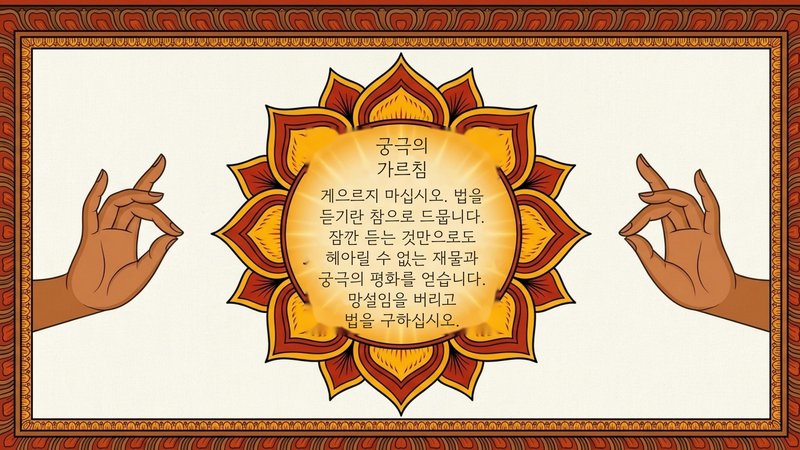 궁극의
가르침
게으르지 마십시오. 법을
듣기란 참으로 드뭅니다.
잠깐 듣는 것만으로도
헤아릴 수 없는 재물과
궁극의 평화를 얻습니다.
망설임을 버리고
법을 구하십시오.